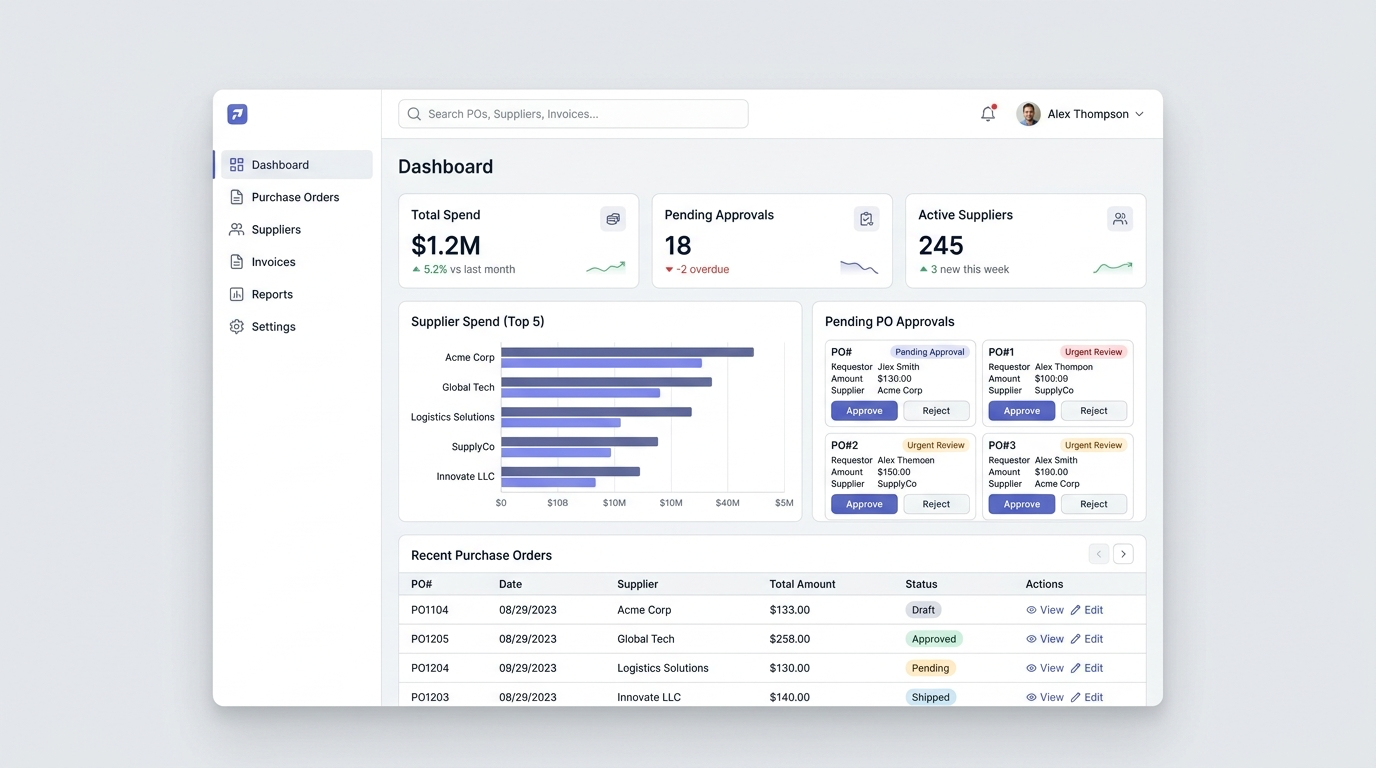 Search POs, Suppliers, Invoices...
Alex Thompson
Dashboard
Purchase Orders
Suppliers
Invoices
Reports
Settings
Dashboard
Total Spend
$1.2M
5.2% vs last month
Pending Approvals
18
-2 overdue
Active Suppliers
245
3 new this week
Supplier Spend (Top 5)
Acme Corp
Global Tech
Logistics Solutions
SupplyCo
Innovate LLC
$0 $10B $10M $10M $40M $5M
Pending PO Approvals
PO# Pending Approval
Requestor Jlex Smith
Amount $130:00
Supplier Acme Corp
Approve Reject
PO#1 Urgent Review
Requestor Alex Thompon
Amount $100:09
Supplier SupplyCo
Approve Reject
PO#2 Urgent Review
Requestor Alex Themoen
Amount $150.00
Supplier SupplyCo
Approve Reject
PO#3 Urgent Review
Requestor Alex Smith
Amount $190.00
Supplier Acme Corp
Approve Reject
Recent Purchase Orders
PO# Date Supplier Total Amount Status Actions
PO1104 08/29/2023 Acme Corp $133.00 Draft View Edit
PO1205 08/29/2023 Global Tech $258.00 Approved View Edit
PO1204 09/29/2023 Logistics Solutions $130.00 Pending View Edit
PO1203 08/29/2023 Innovate LLC $140.00 Shipped View Edit